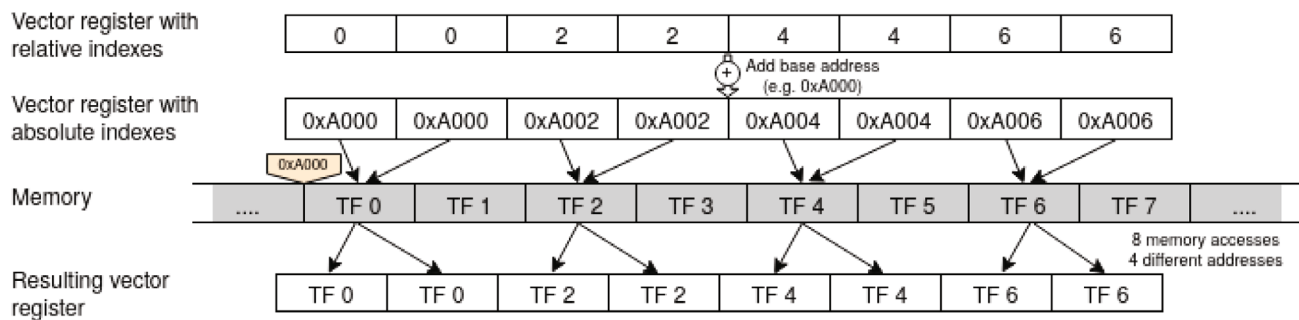 Vector register with
relative indexes
0 0 2 2 4 4 6 6
Add base address
(e.g. 0xA000)
Vector register with
absolute indexes
0xA000 0xA000 0xA002 0xA002 0xA004 0xA004 0xA006 0xA006
0xA000
Memory
.... TF 0 TF 1 TF 2 TF 3 TF 4 TF 5 TF 6 TF 7 ....
8 memory accesses
4 different addresses
Resulting vector
register
TF 0 TF 0 TF 2 TF 2 TF 4 TF 4 TF 6 TF 6